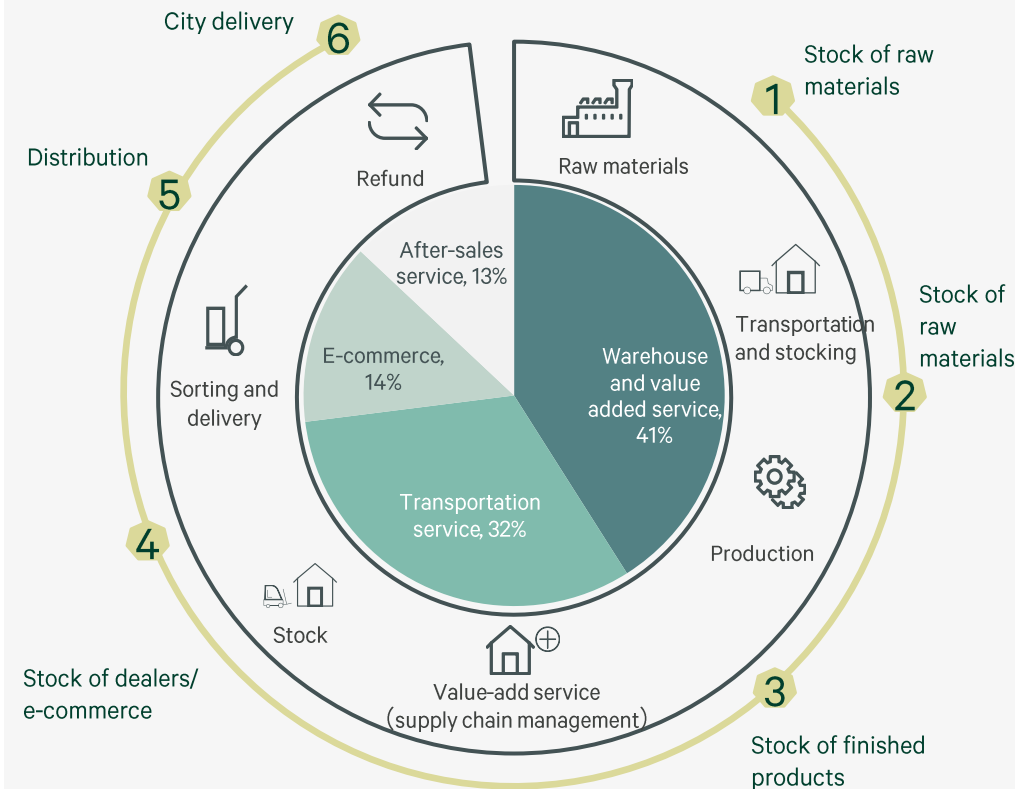 City delivery
6
Stock of raw
materials
1
Raw materials
Refund
Distribution
5
After-sales
service, 13%
Transportation
and stocking
Stock of
raw
materials
2
E-commerce,
14%
Warehouse
and value
added service,
41%
Sorting and
delivery
Transportation
service, 32%
Production
4
Stock
Value-add service
(supply chain management)
3
Stock of dealers/
e-commerce
Stock of finished
products